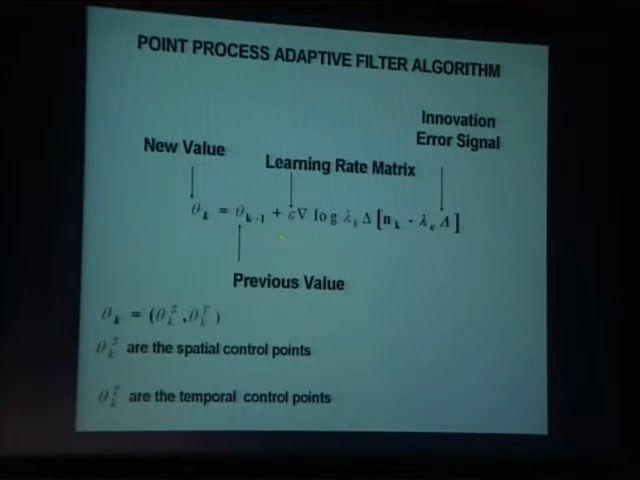 POINT PROCESS ADAPTIVE FILTER ALGORITHM
Innovation
Error Signal
New Value
Learning Rate Matrix
θₖ = θₖ₋₁ + ε∇ log λₖ Δ [nₖ - λₖ Δ]
Previous Value
θₖ = (θₖˢ, θₖᵀ)
θₖˢ are the spatial control points
θₖᵀ are the temporal control points